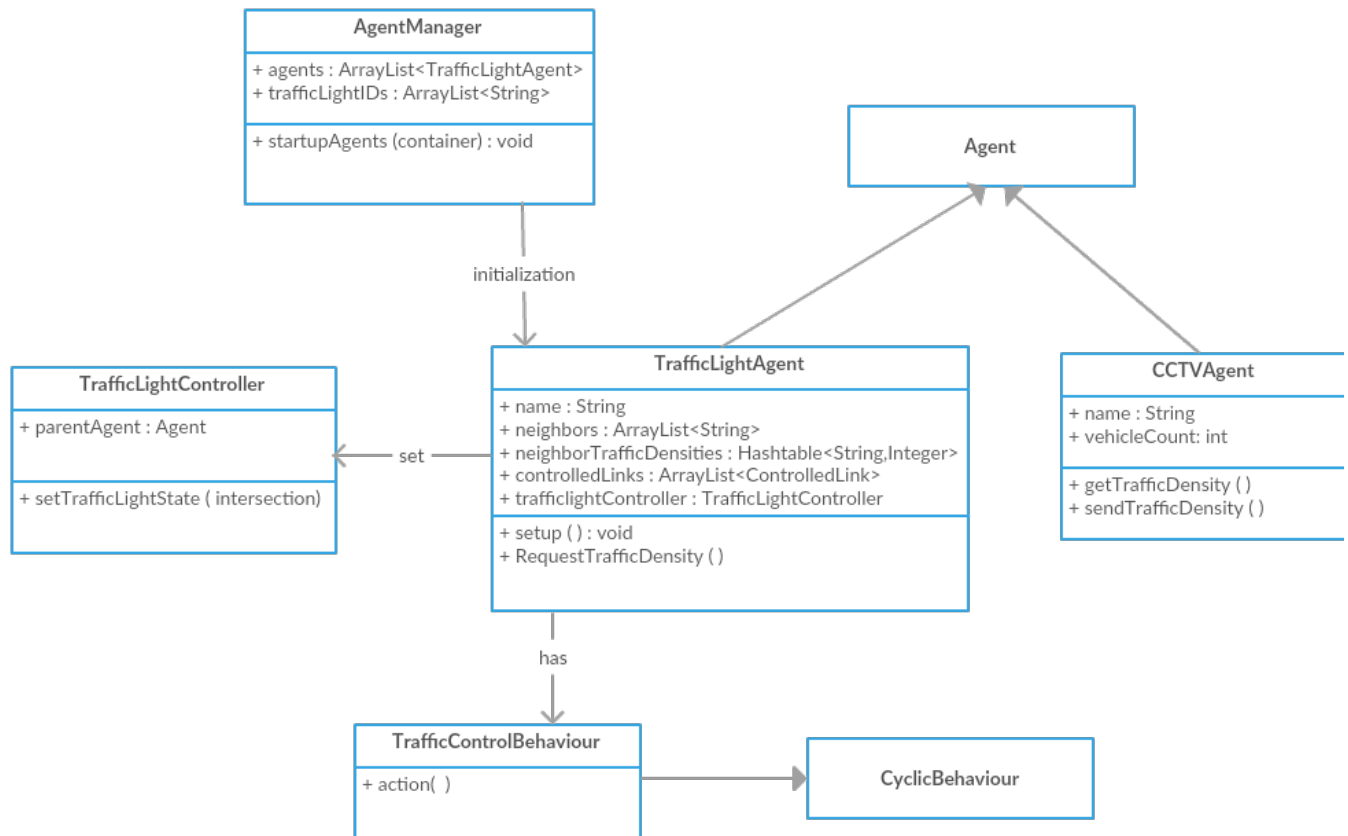 AgentManager
+ agents : ArrayList<TrafficLightAgent>
+ trafficLightIDs : ArrayList<String>
+ startupAgents (container) : void
Agent
initialization
TrafficLightController
+ parentAgent : Agent
+ setTrafficLightState ( intersection)
set
TrafficLightAgent
+ name : String
+ neighbors : ArrayList<String>
+ neighborTrafficDensities : Hashtable<String,Integer>
+ controlledLinks : ArrayList<ControlledLink>
+ trafficlightController : TrafficLightController
+ setup ( ) : void
+ RequestTrafficDensity ( )
CCTVAgent
+ name : String
+ vehicleCount: int
+ getTrafficDensity ( )
+ sendTrafficDensity ( )
has
TrafficControlBehaviour
+ action( )
CyclicBehaviour